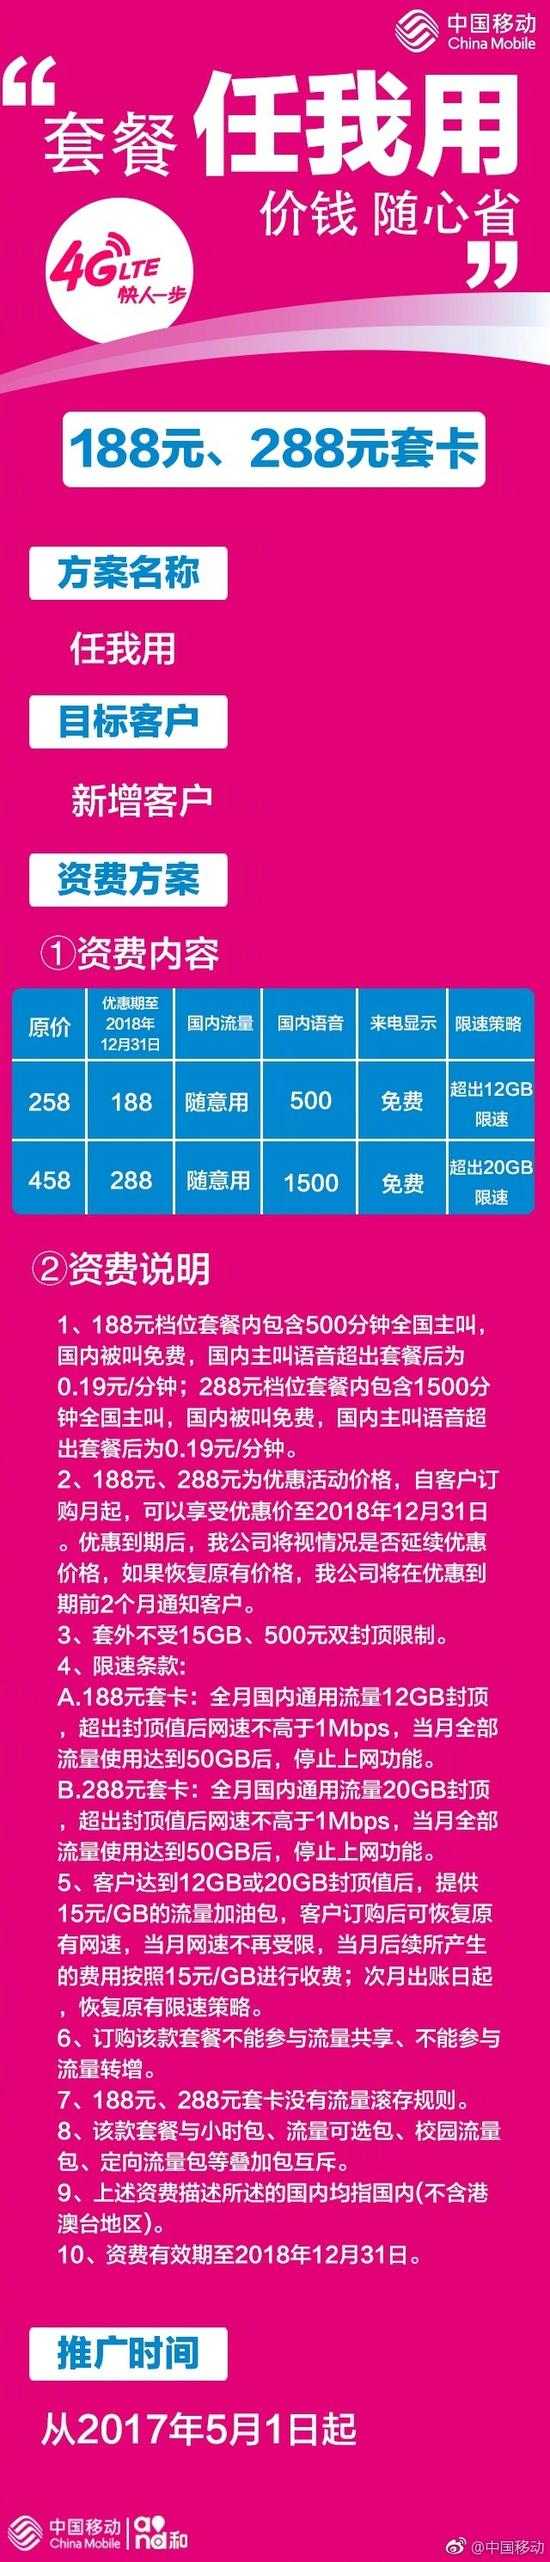 中国移动
China Mobile
“
套餐 任我用
价钱 随心省
”
4G LTE
快人一步
188元、288元套卡
方案名称
任我用
目标客户
新增客户
资费方案
①资费内容
原价 优惠期至2018年12月31日 国内流量 国内语音 来电显示 限速策略
258 188 随意用 500 免费 超出12GB限速
458 288 随意用 1500 免费 超出20GB限速
②资费说明
1、188元档位套餐内包含500分钟全国主叫，
国内被叫免费，国内主叫语音超出套餐后为
0.19元/分钟；288元档位套餐内包含1500分
钟全国主叫，国内被叫免费，国内主叫语音超
出套餐后为0.19元/分钟。
2、188元、288元为优惠活动价格，自客户订
购月起，可以享受优惠价至2018年12月31日
。优惠到期后，我公司将视情况是否延续优惠
价格，如果恢复原有价格，我公司将在优惠到
期前2个月通知客户。
3、套外不受15GB、500元双封顶限制。
4、限速条款:
A.188元套卡：全月国内通用流量12GB封顶
，超出封顶值后网速不高于1Mbps，当月全部
流量使用达到50GB后，停止上网功能。
B.288元套卡：全月国内通用流量20GB封顶
，超出封顶值后网速不高于1Mbps，当月全部
流量使用达到50GB后，停止上网功能。
5、客户达到12GB或20GB封顶值后，提供
15元/GB的流量加油包，客户订购后可恢复原
有网速，当月网速不再受限，当月后续所产生
的费用按照15元/GB进行收费；次月出账日起
，恢复原有限速策略。
6、订购该款套餐不能参与流量共享、不能参与
流量转增。
7、188元、288元套卡没有流量滚存规则。
8、该款套餐与小时包、流量可选包、校园流量
包、定向流量包等叠加包互斥。
9、上述资费描述所述的国内均指国内(不含港
澳台地区)。
10、资费有效期至2018年12月31日。
推广时间
从2017年5月1日起
中国移动
China Mobile
and和
@中国移动